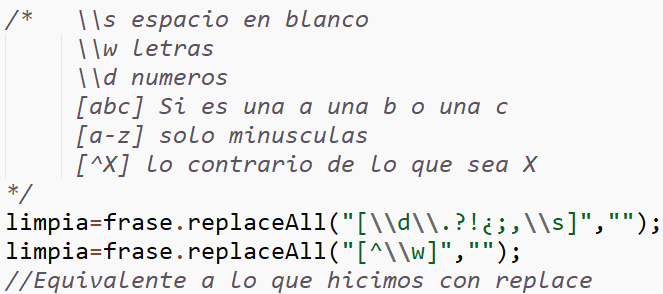 /*   \\s espacio en blanco
     \\w letras
     \\d numeros
     [abc] Si es una a una b o una c
     [a-z] solo minusculas
     [^X] lo contrario de lo que sea X
*/
limpia=frase.replaceAll("[\\d\\.?!¿;,\\s]","");
limpia=frase.replaceAll("[^\\w]","");
//Equivalente a lo que hicimos con replace